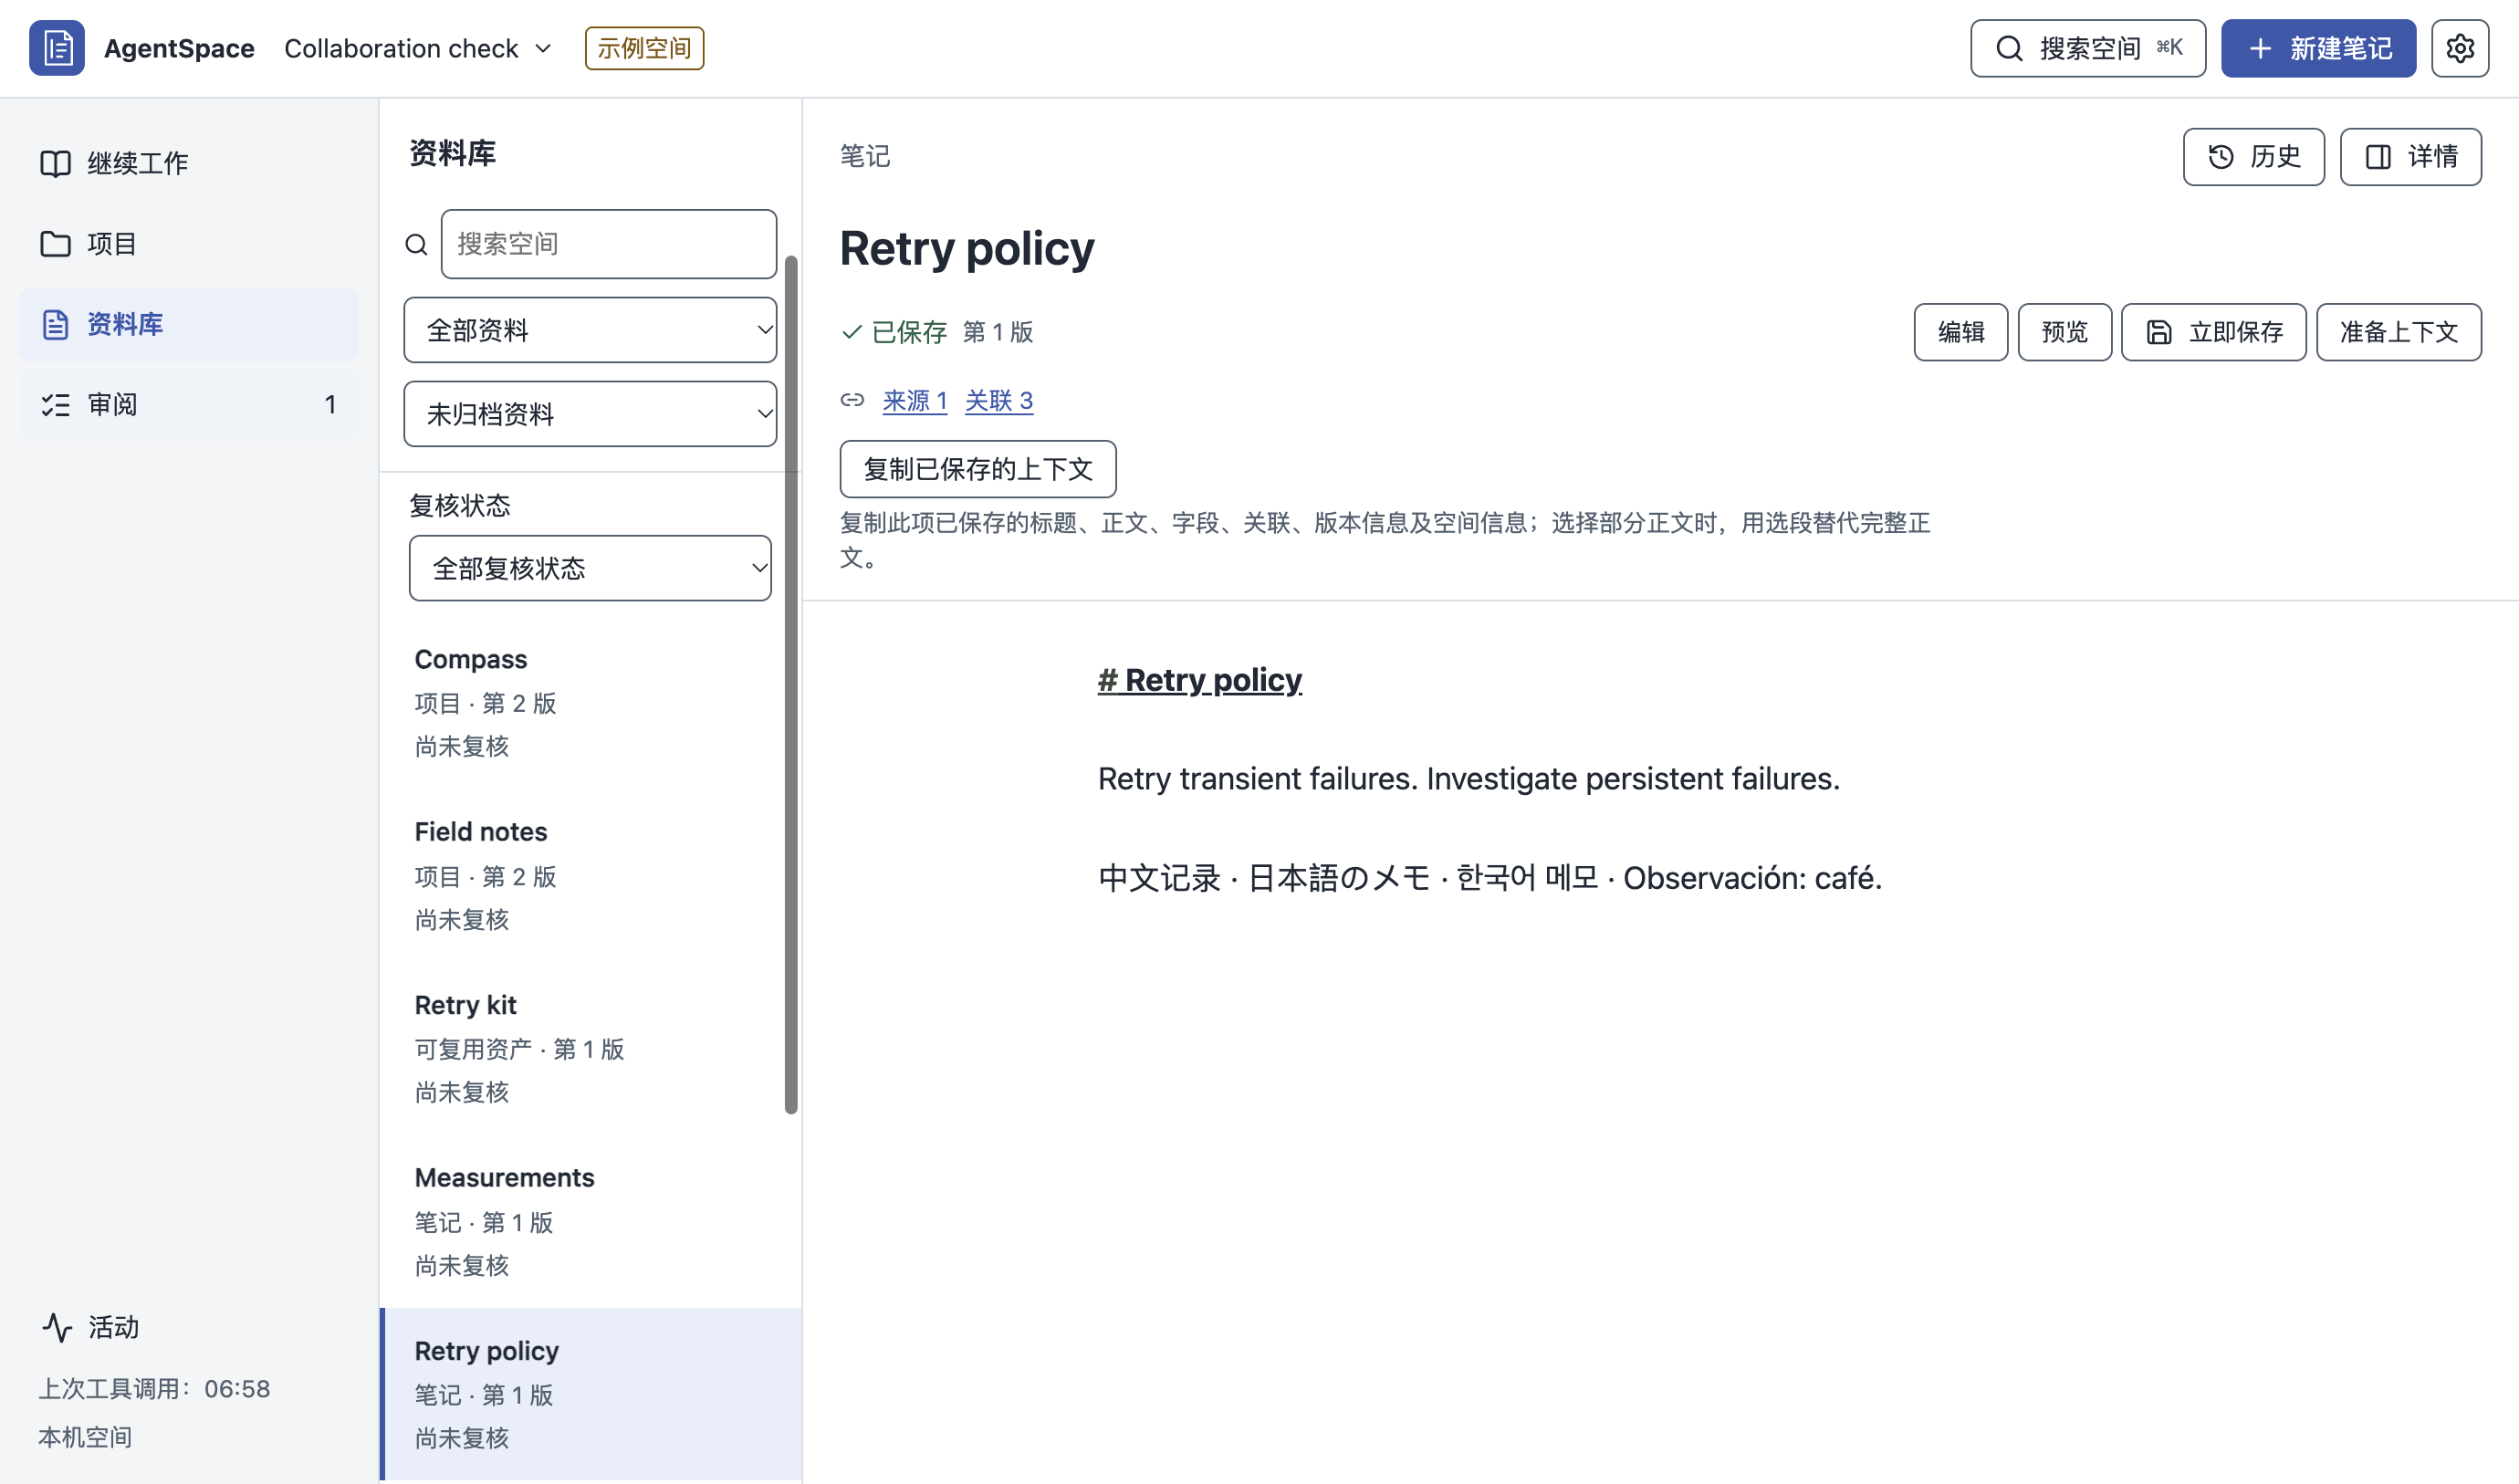 AgentSpace
Collaboration check
示例空间
搜索空间 ⌘K
新建笔记
继续工作
项目
资料库
审阅 1
活动
上次工具调用：06:58
本机空间
资料库
搜索空间
全部资料
未归档资料
复核状态
全部复核状态
Compass
项目 · 第 2 版
尚未复核
Field notes
项目 · 第 2 版
尚未复核
Retry kit
可复用资产 · 第 1 版
尚未复核
Measurements
笔记 · 第 1 版
尚未复核
Retry policy
笔记 · 第 1 版
尚未复核
笔记
历史
详情
Retry policy
已保存 第 1 版
编辑
预览
立即保存
准备上下文
来源 1 关联 3
复制已保存的上下文
复制此项已保存的标题、正文、字段、关联、版本信息及空间信息；选择部分正文时，用选段替代完整正
文。
# Retry policy
Retry transient failures. Investigate persistent failures.
中文记录 · 日本語のメモ · 한국어 메모 · Observación: café.